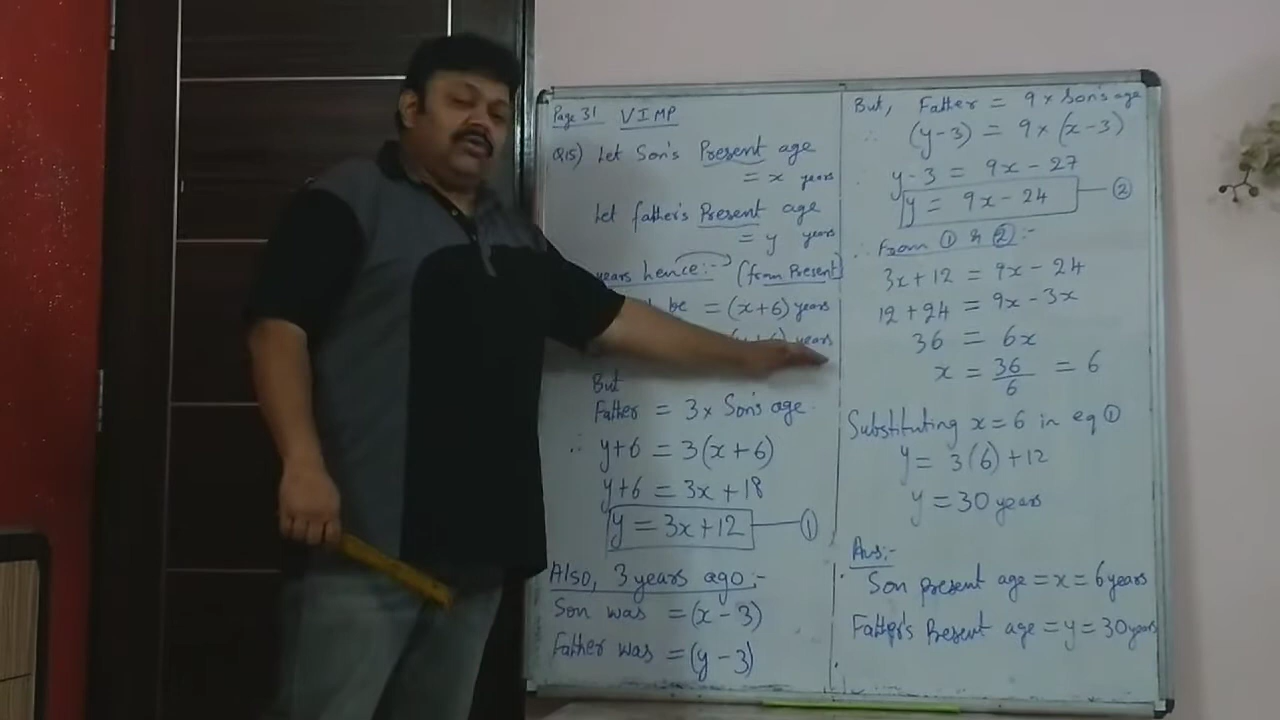 Page 31 VIMP
Q15) Let Son's Present age
= x years
Let father's Present age
= y years
years hence:- (from Present)
be = (x+6) years
(y+6) years
But
Father = 3 x Son's age
∴ y+6 = 3(x+6)
y+6 = 3x+18
y = 3x+12 — ①
Also, 3 years ago:-
Son was = (x-3)
Father was = (y-3)
But, Father = 9 x Son's age
∴ (y-3) = 9x(x-3)
y-3 = 9x-27
y = 9x-24 — ②
∴ From ① & ②:-
3x+12 = 9x-24
12+24 = 9x-3x
36 = 6x
x = 36/6 = 6
Substituting x=6 in eq ①
y = 3(6)+12
y = 30 years
Ans:-
Son present age = x = 6 years
Father's Present age = y = 30 years